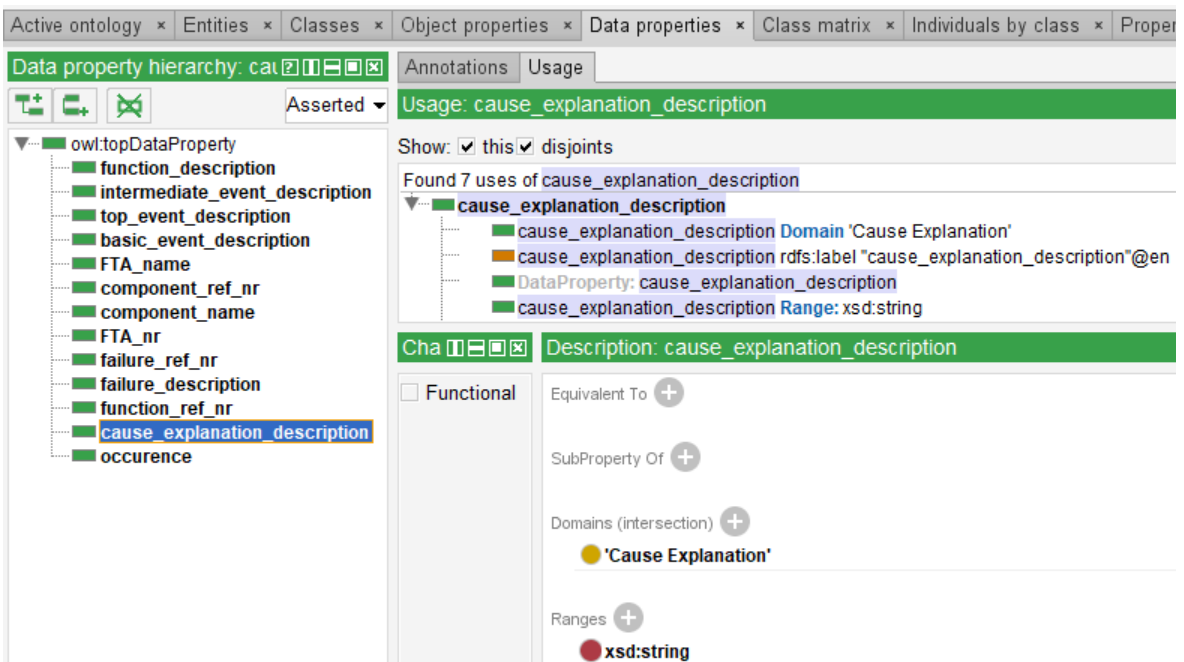 Active ontology × Entities × Classes × Object properties × Data properties × Class matrix × Individuals by class × Proper
Data property hierarchy: cau
Asserted
owl:topDataProperty
function_description
intermediate_event_description
top_event_description
basic_event_description
FTA_name
component_ref_nr
component_name
FTA_nr
failure_ref_nr
failure_description
function_ref_nr
cause_explanation_description
occurence
Annotations Usage
Usage: cause_explanation_description
Show: this disjoints
Found 7 uses of cause_explanation_description
cause_explanation_description
cause_explanation_description Domain 'Cause Explanation'
cause_explanation_description rdfs:label "cause_explanation_description"@en
DataProperty: cause_explanation_description
cause_explanation_description Range: xsd:string
Cha
Functional
Description: cause_explanation_description
Equivalent To
SubProperty Of
Domains (intersection)
'Cause Explanation'
Ranges
xsd:string